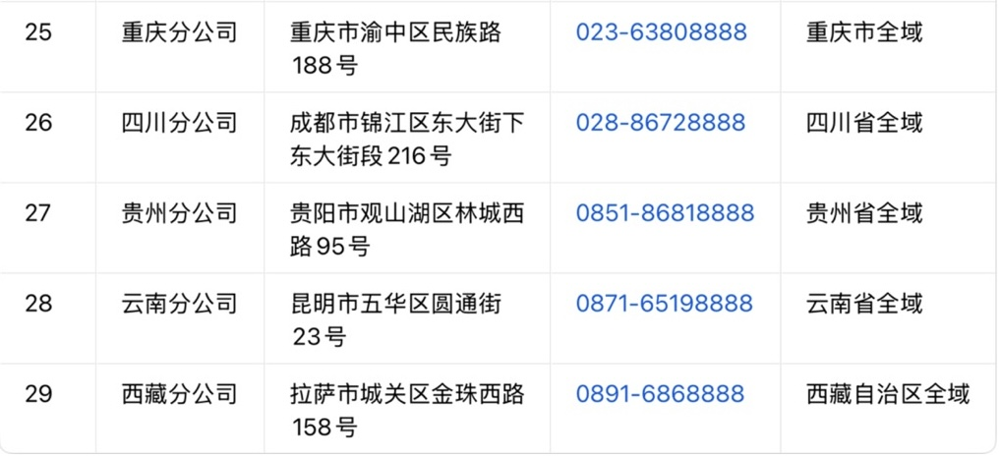 25 重庆分公司 重庆市渝中区民族路 023-63808888 重庆市全域
188号
26 四川分公司 成都市锦江区东大街下 028-86728888 四川省全域
东大街段216号
27 贵州分公司 贵阳市观山湖区林城西 0851-86818888 贵州省全域
路95号
28 云南分公司 昆明市五华区圆通街 0871-65198888 云南省全域
23号
29 西藏分公司 拉萨市城关区金珠西路 0891-6868888 西藏自治区全域
158号